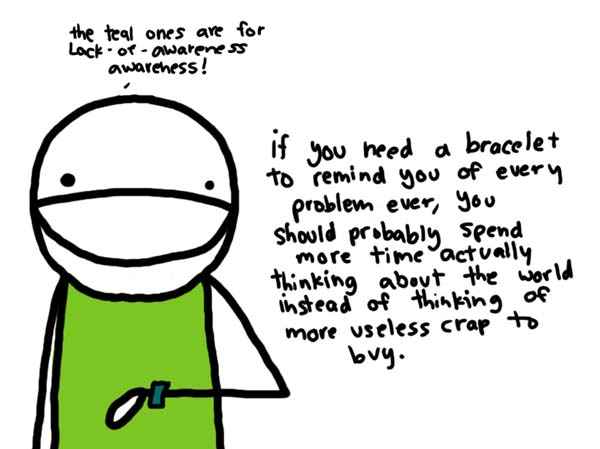 the teal ones are for
Lack-of-awareness
awareness!
if you need a bracelet
to remind you of every
problem ever, you
should probably spend
more time actually
thinking about the world
instead of thinking of
more useless crap to
buy.